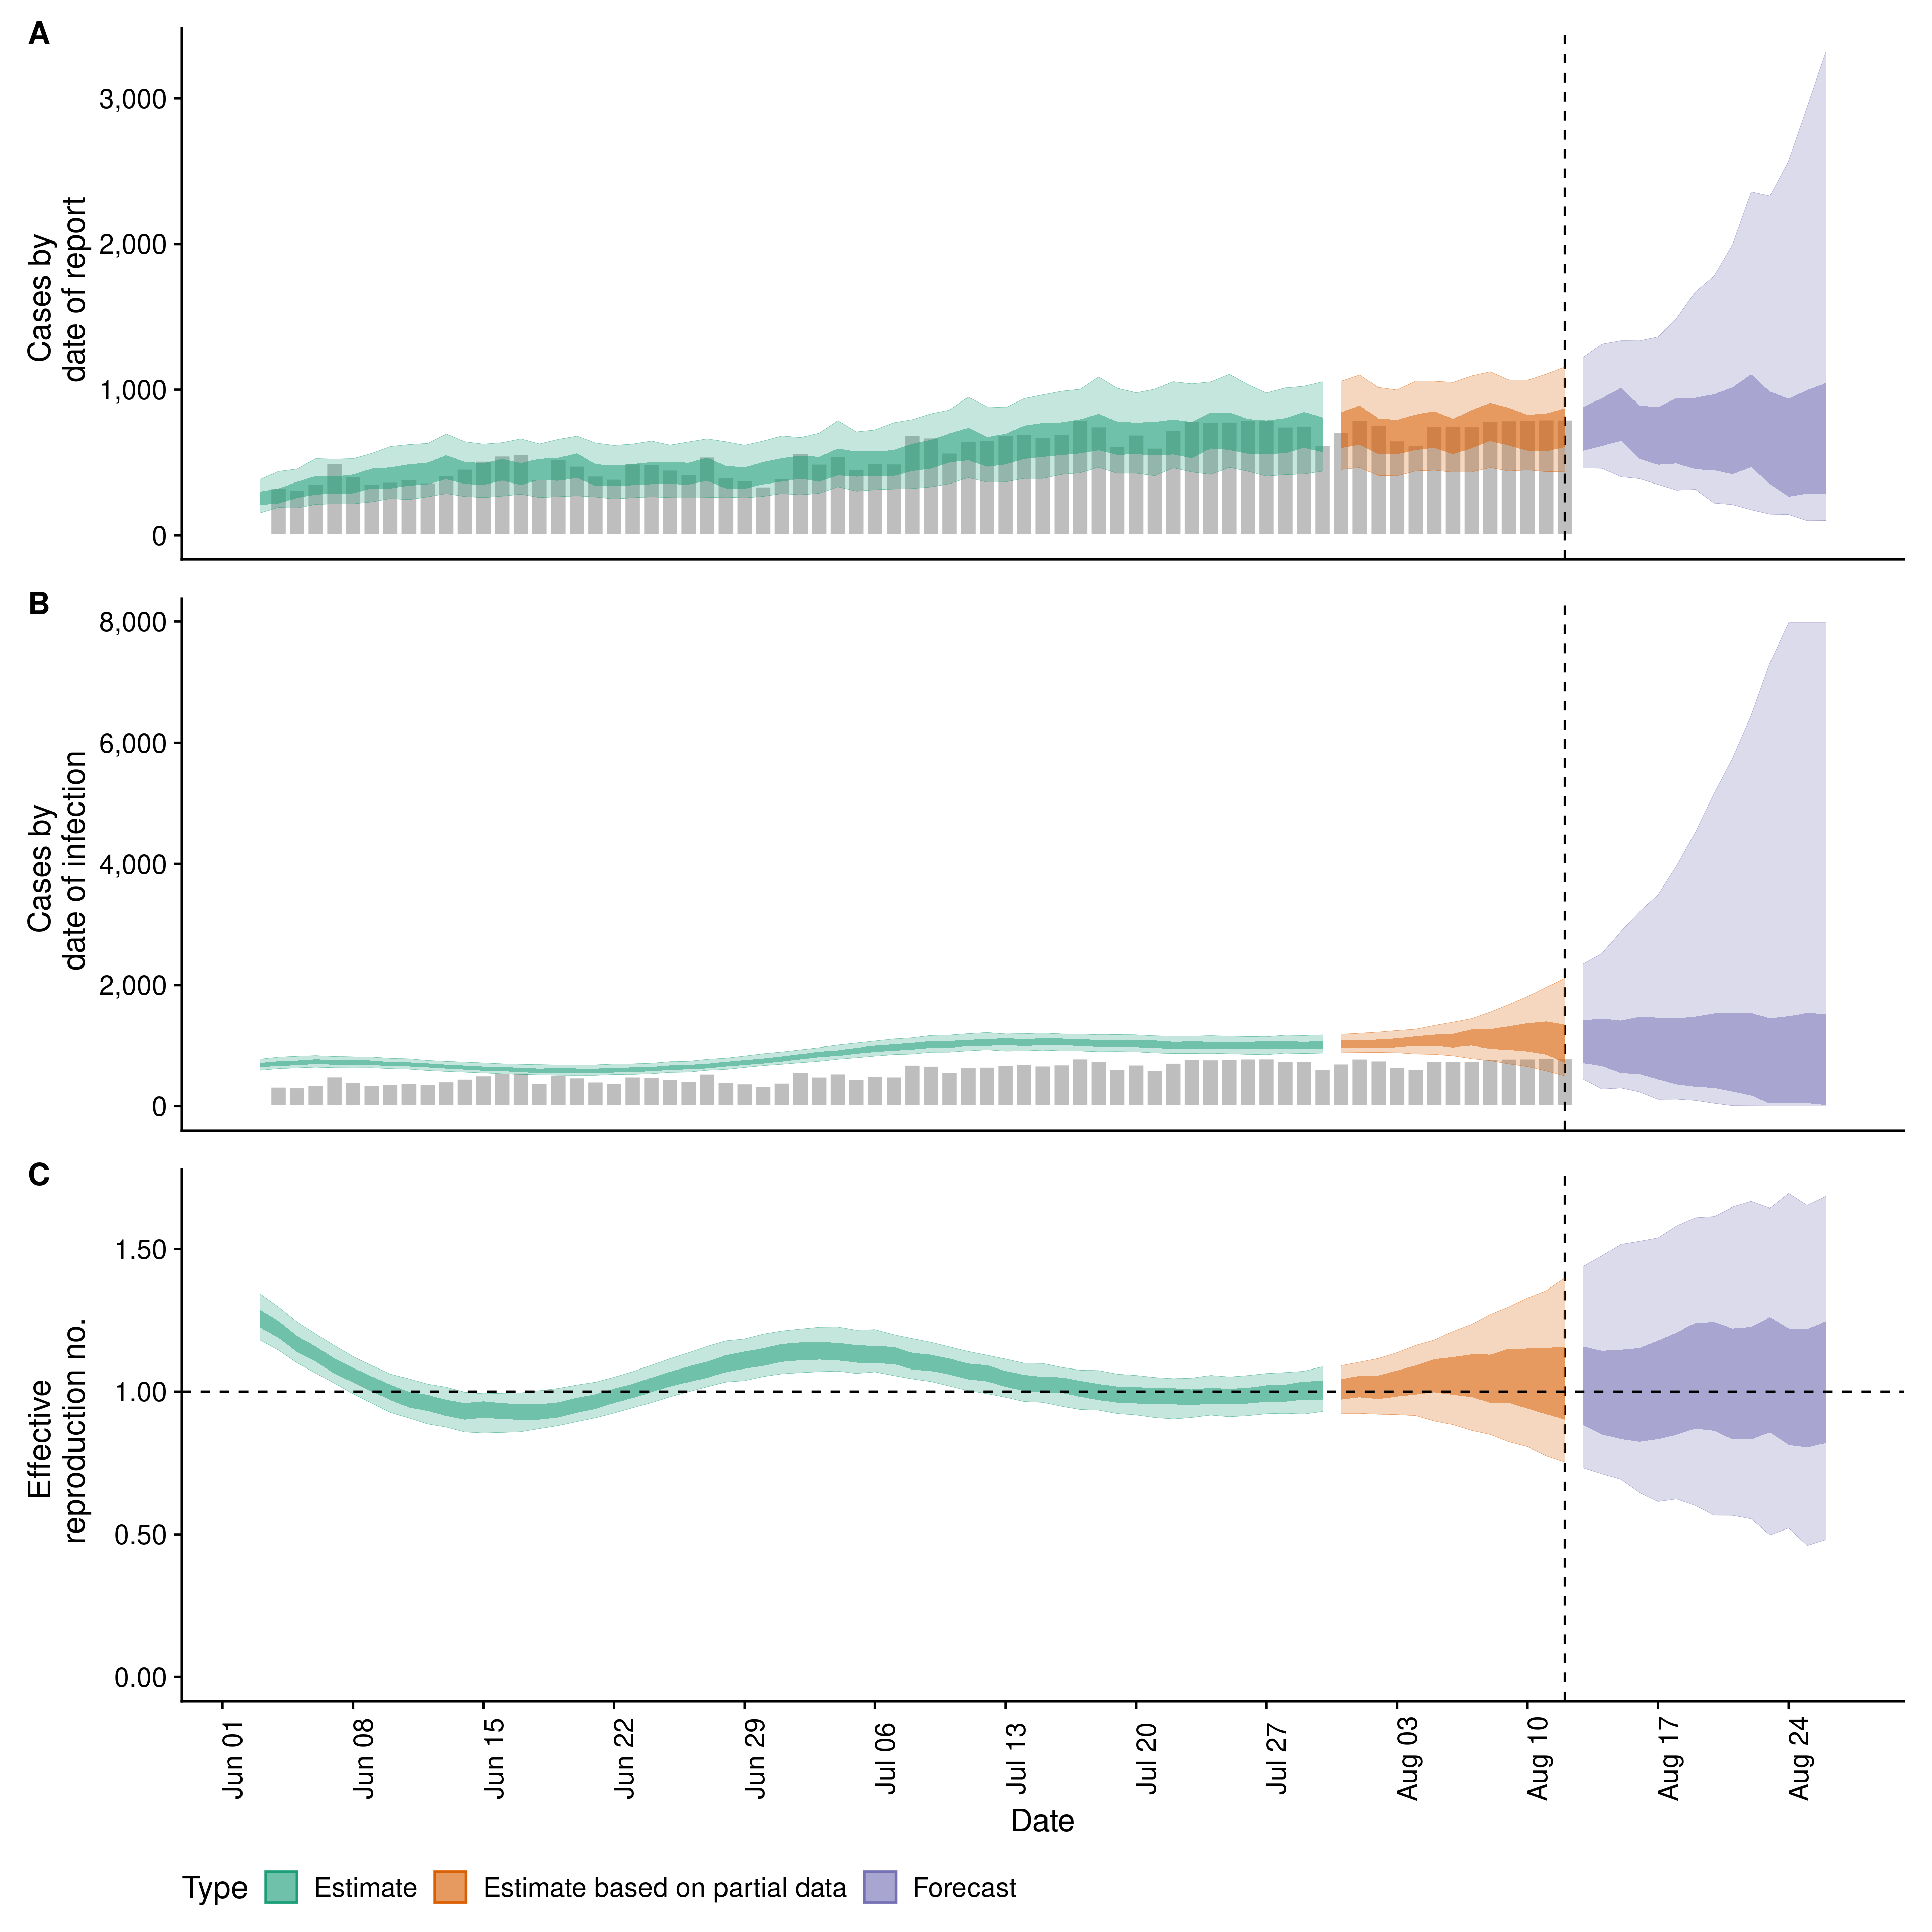 A
Cases by
date of report
3,000
2,000
1,000
0
B
Cases by
date of infection
8,000
6,000
4,000
2,000
0
C
Effective
reproduction no.
1.50
1.00
0.50
0.00
Jun 01
Jun 08
Jun 15
Jun 22
Jun 29
Jul 06
Jul 13
Jul 20
Jul 27
Aug 03
Aug 10
Aug 17
Aug 24
Date
Type Estimate Estimate based on partial data Forecast